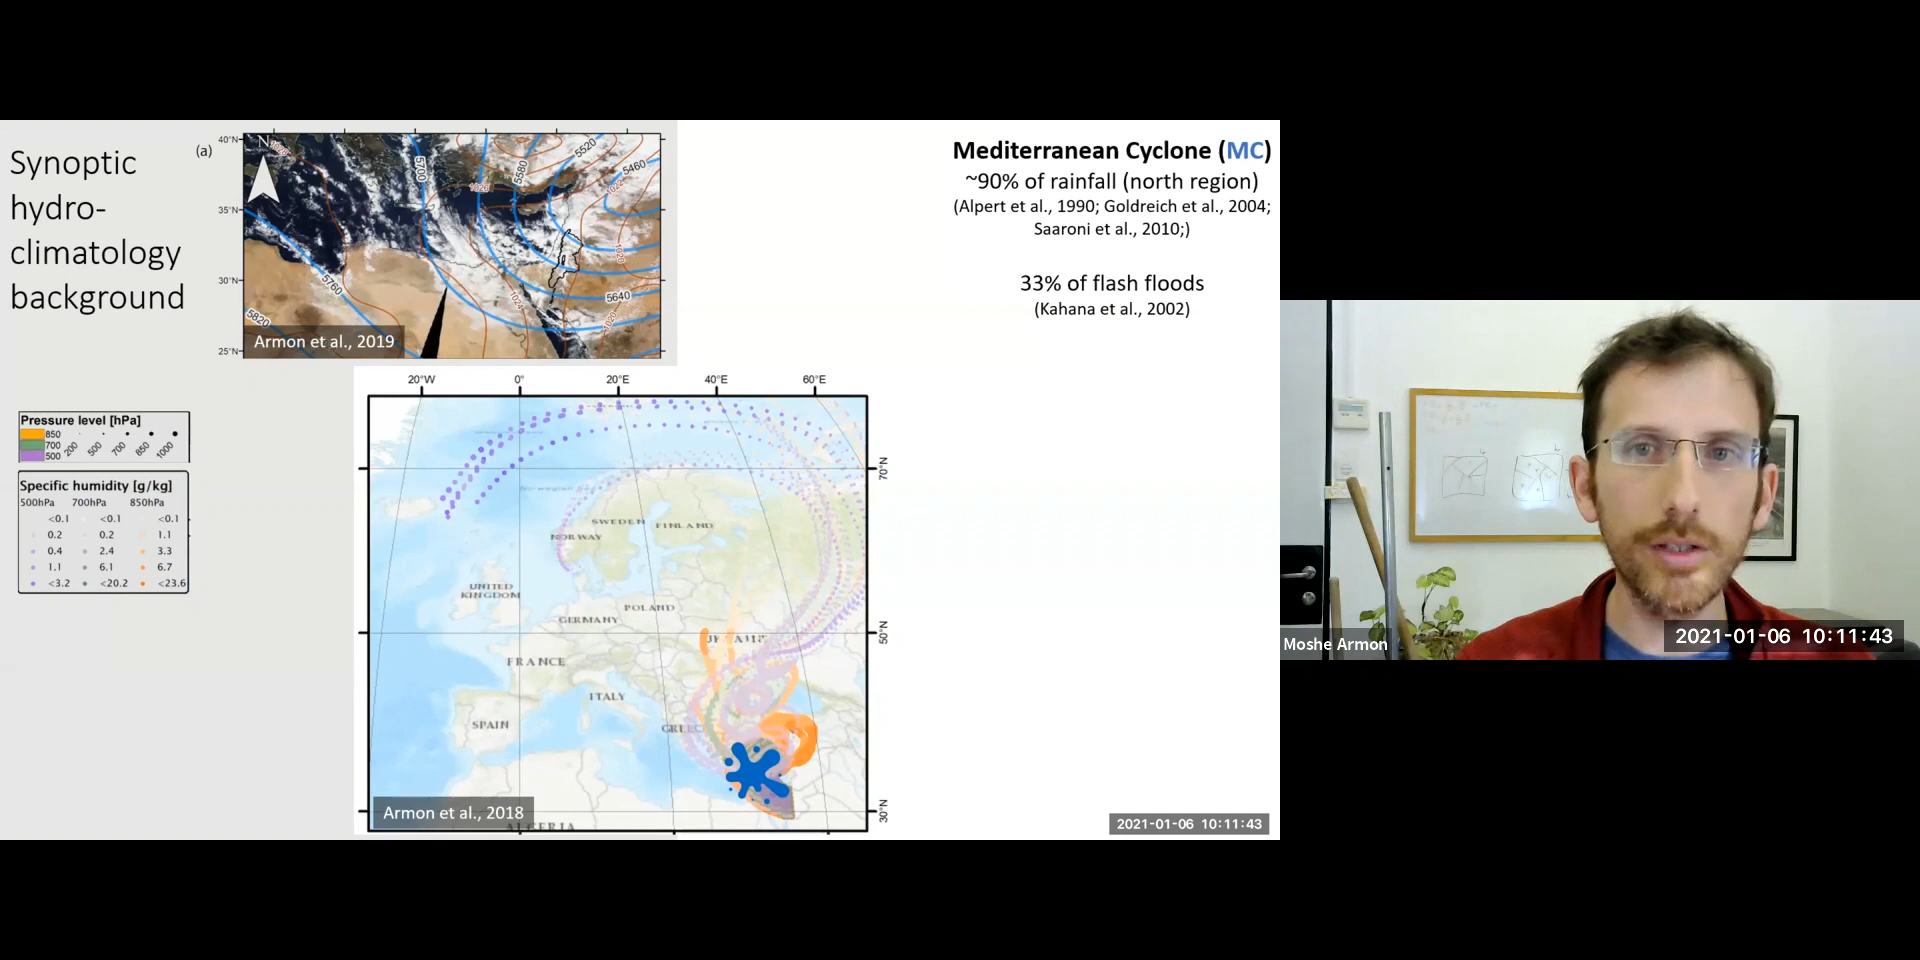 Synoptic
hydro-
climatology
background
(a)
40°N
35°N
30°N
25°N
N
5700
5580
5520
5460
1026
1024
1020
1020
5760
5820
5640
Armon et al., 2019
Mediterranean Cyclone (MC)
~90% of rainfall (north region)
(Alpert et al., 1990; Goldreich et al., 2004;
Saaroni et al., 2010;)
33% of flash floods
(Kahana et al., 2002)
Pressure level [hPa]
850
700
500
200 500 700 850 1000
Specific humidity [g/kg]
500hPa 700hPa 850hPa
<0.1 <0.1 <0.1
0.2 0.2 1.1
0.4 2.4 3.3
1.1 6.1 6.7
<3.2 <20.2 <23.6
20°W 0° 20°E 40°E 60°E
70°N
50°N
30°N
SWEDEN FINLAND
NORWAY
UNITED
KINGDOM
POLAND
GERMANY
FRANCE
ITALY
SPAIN
GREEC
ALGERIA
Armon et al., 2018
2021-01-06 10:11:43
Moshe Armon
2021-01-06 10:11:43